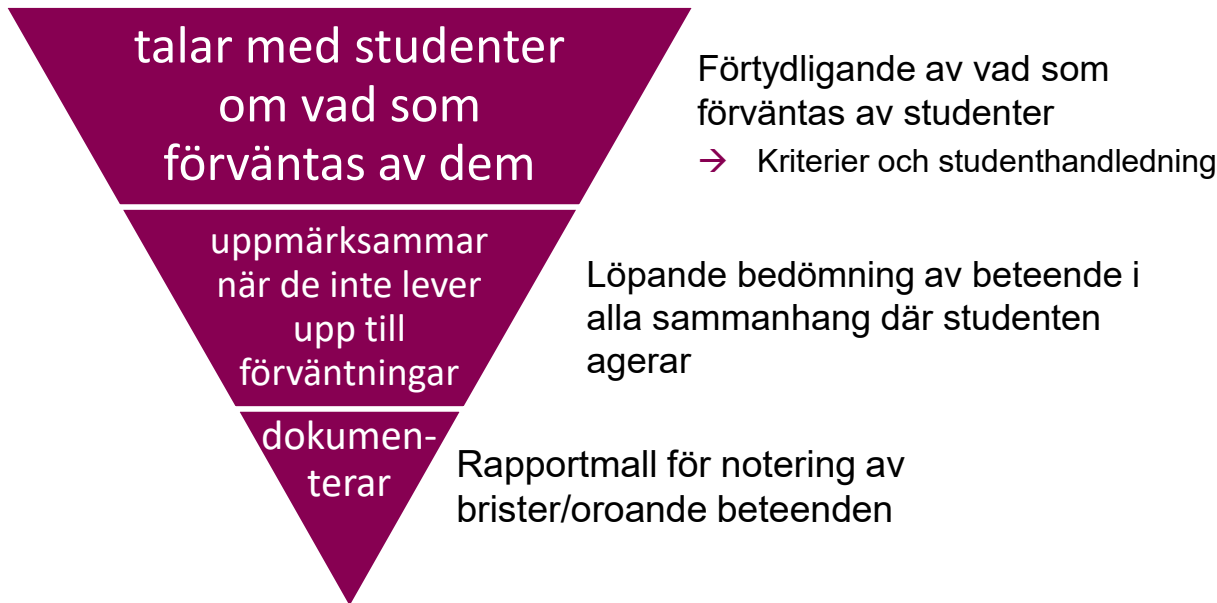 talar med studenter
om vad som
förväntas av dem
Förtydligande av vad som
förväntas av studenter
→ Kriterier och studenthandledning
uppmärksammar
när de inte lever
upp till
förväntningar
Löpande bedömning av beteende i
alla sammanhang där studenten
agerar
dokumen-
terar
Rapportmall för notering av
brister/oroande beteenden